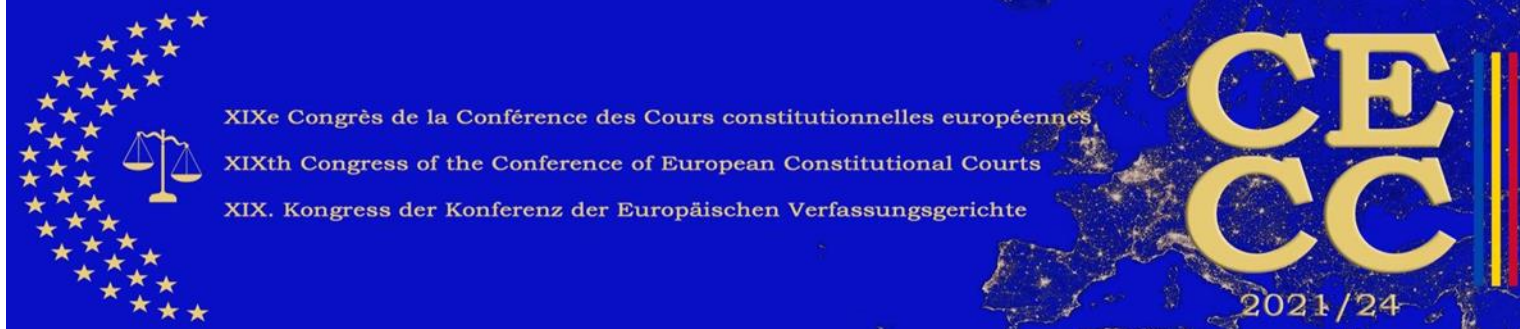 XIXe Congrès de la Conférence des Cours constitutionnelles européennes
XIXth Congress of the Conference of European Constitutional Courts
XIX. Kongress der Konferenz der Europäischen Verfassungsgerichte
CE
CC
2021/24